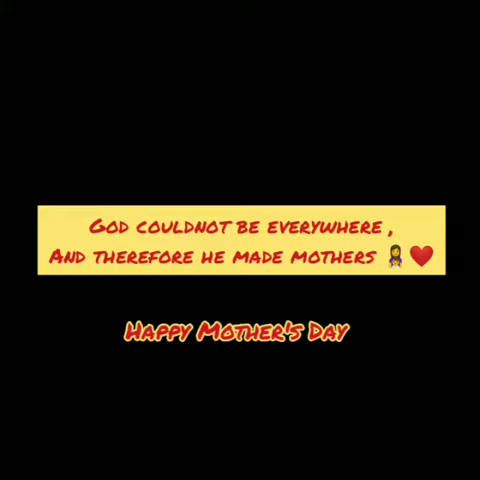 God couldnot be everywhere ,
And therefore he made mothers 🤱❤️
Happy Mother's Day